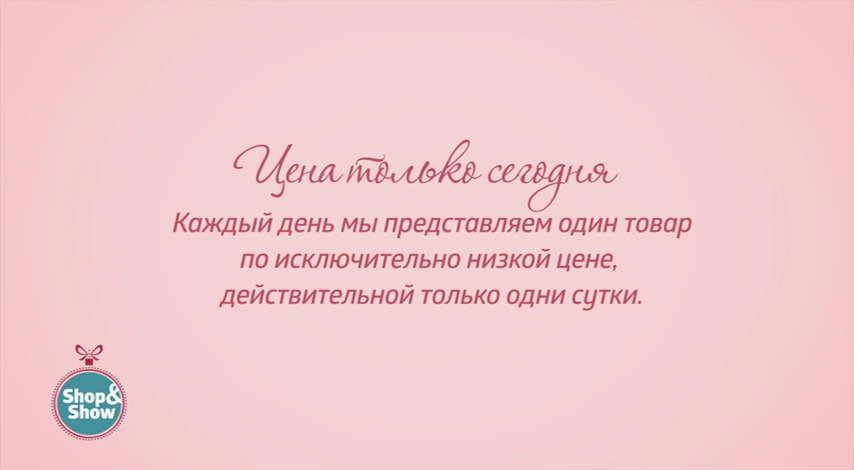 Цена только сегодня
Каждый день мы представляем один товар
по исключительно низкой цене,
действительной только одни сутки.
Shop&
Show